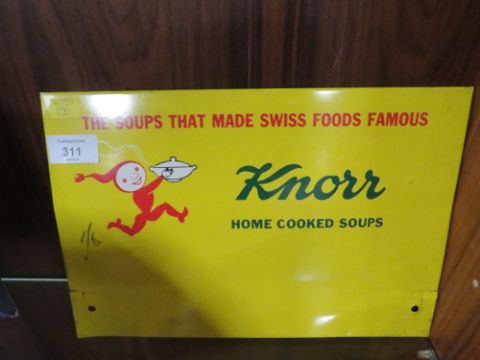 THE SOUPS THAT MADE SWISS FOODS FAMOUS
311
Knorr
HOME COOKED SOUPS